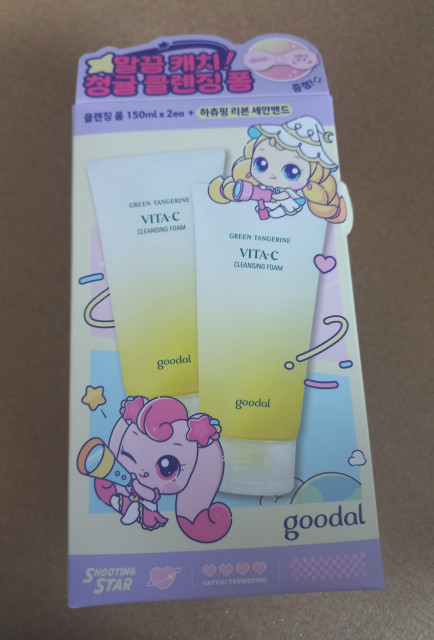 말끔 캐치!
청귤 클렌징 폼
증정!
클렌징 폼 150ml x 2ea + 하츄핑 리본 세안밴드
GREEN TANGERINE
VITA-C
CLEANSING FOAM
goodal
GREEN TANGERINE
VITA-C
CLEANSING FOAM
goodal
goodal
SHOOTING
STAR
CATCH! TEENIEPING